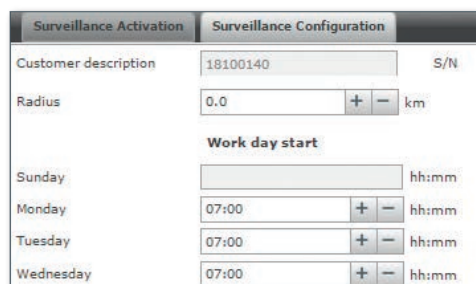 Surveillance Activation Surveillance Configuration
Customer description 18100140 S/N
Radius 0.0 + - km
Work day start
Sunday hh:mm
Monday 07:00 + - hh:mm
Tuesday 07:00 + - hh:mm
Wednesday 07:00 + - hh:mm